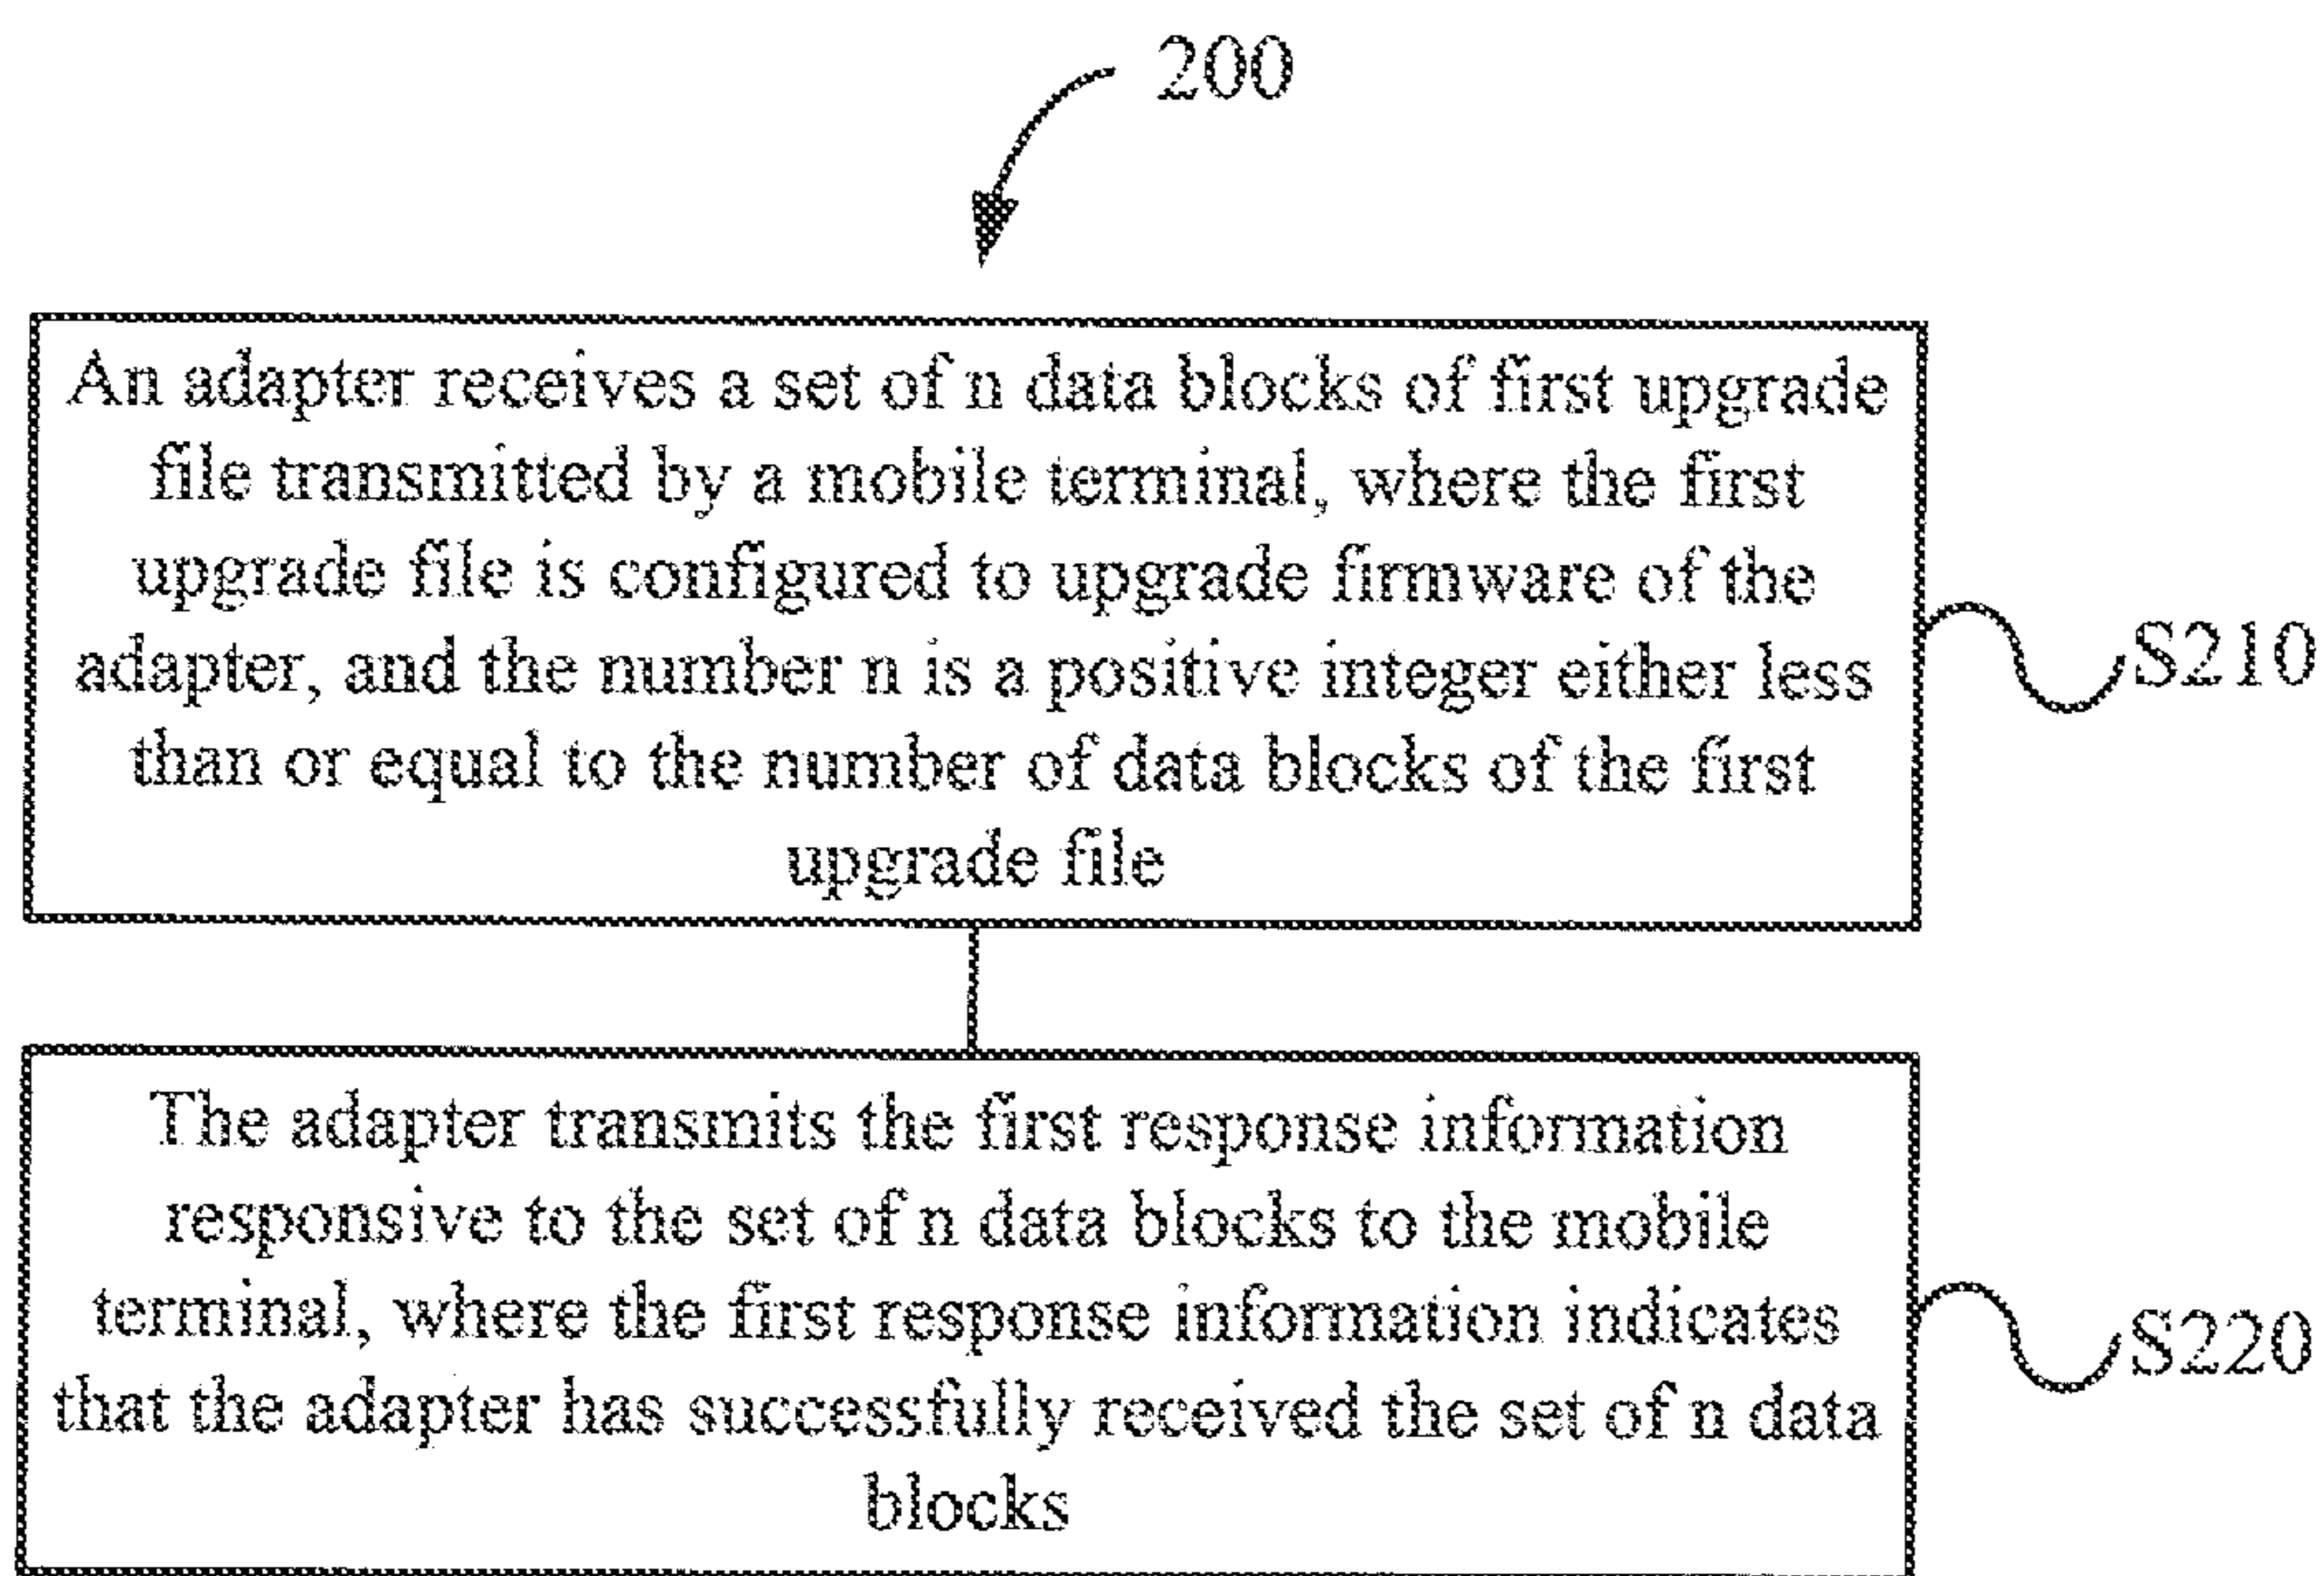 200
An adapter receives a set of n data blocks of first upgrade
file transmitted by a mobile terminal, where the first
upgrade file is configured to upgrade firmware of the
adapter, and the number n is a positive integer either less
than or equal to the number of data blocks of the first
upgrade file
S210
The adapter transmits the first response information
responsive to the set of n data blocks to the mobile
terminal, where the first response information indicates
that the adapter has successfully received the set of n data
blocks
S220